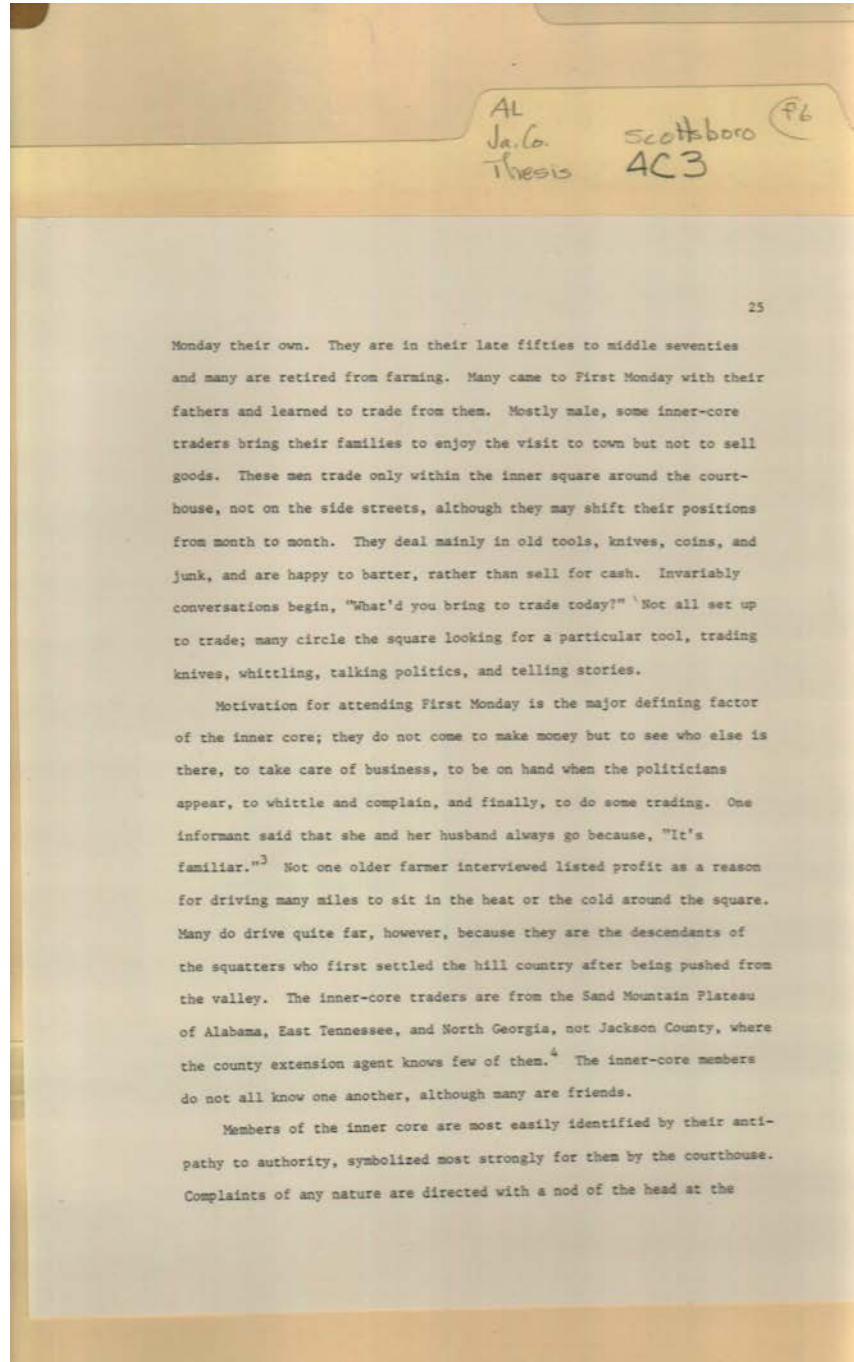 AL
Ja. Co.
Thesis
Scottsboro
4C3
P6
25
Monday their own. They are in their late fifties to middle seventies
and many are retired from farming. Many came to First Monday with their
fathers and learned to trade from them. Mostly male, some inner-core
traders bring their families to enjoy the visit to town but not to sell
goods. These men trade only within the inner square around the court-
house, not on the side streets, although they may shift their positions
from month to month. They deal mainly in old tools, knives, coins, and
junk, and are happy to barter, rather than sell for cash. Invariably
conversations begin, "What'd you bring to trade today?" Not all set up
to trade; many circle the square looking for a particular tool, trading
knives, whittling, talking politics, and telling stories.
Motivation for attending First Monday is the major defining factor
of the inner core; they do not come to make money but to see who else is
there, to take care of business, to be on hand when the politicians
appear, to whittle and complain, and finally, to do some trading. One
informant said that she and her husband always go because, "It's
familiar."3 Not one older farmer interviewed listed profit as a reason
for driving many miles to sit in the heat or the cold around the square.
Many do drive quite far, however, because they are the descendants of
the squatters who first settled the hill country after being pushed from
the valley. The inner-core traders are from the Sand Mountain Plateau
of Alabama, East Tennessee, and North Georgia, not Jackson County, where
the county extension agent knows few of them.4 The inner-core members
do not all know one another, although many are friends.
Members of the inner core are most easily identified by their anti-
pathy to authority, symbolized most strongly for them by the courthouse.
Complaints of any nature are directed with a nod of the head at the